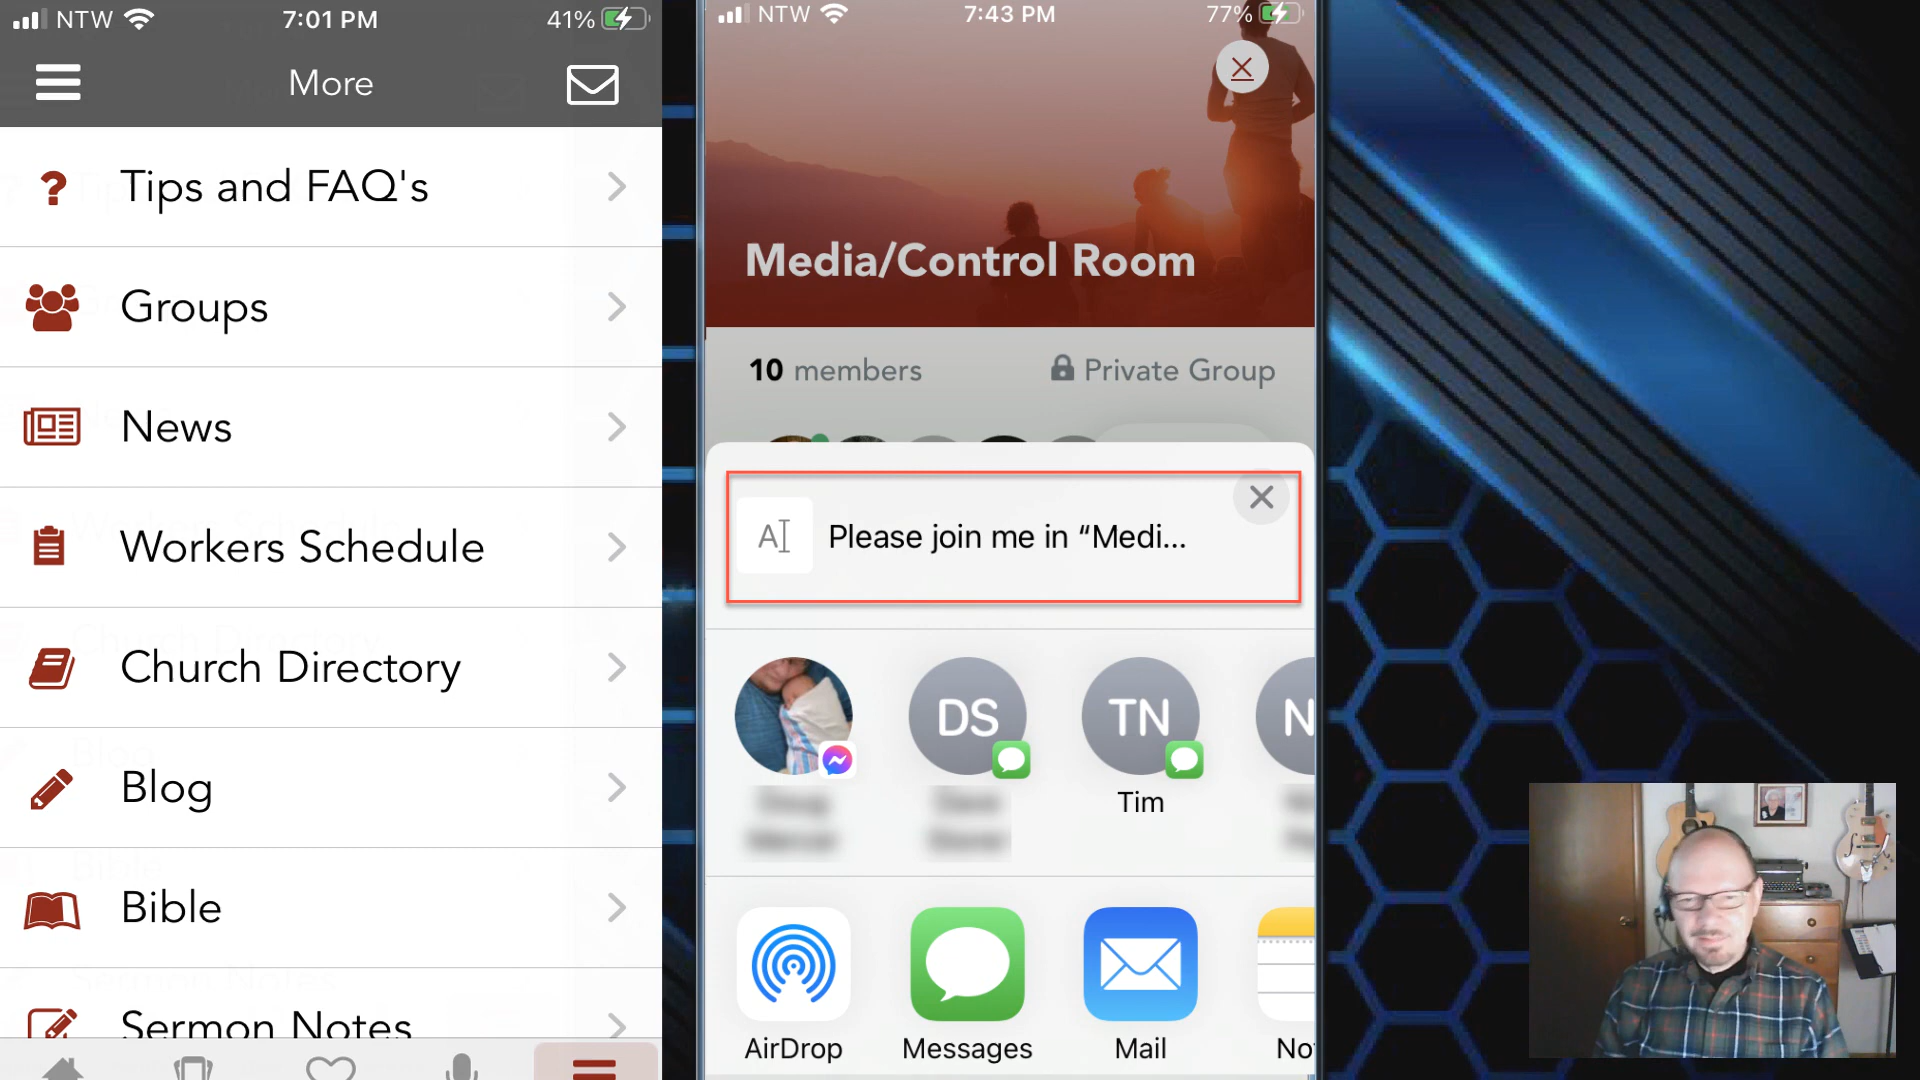 NTW
7:01 PM
41%
More
Tips and FAQ's
Groups
News
Workers Schedule
Church Directory
Blog
Bible
Sermon Notes
NTW
7:43 PM
77%
Media/Control Room
10 members
Private Group
A
Please join me in “Medi...
DS
TN
N
Tim
AirDrop
Messages
Mail
No